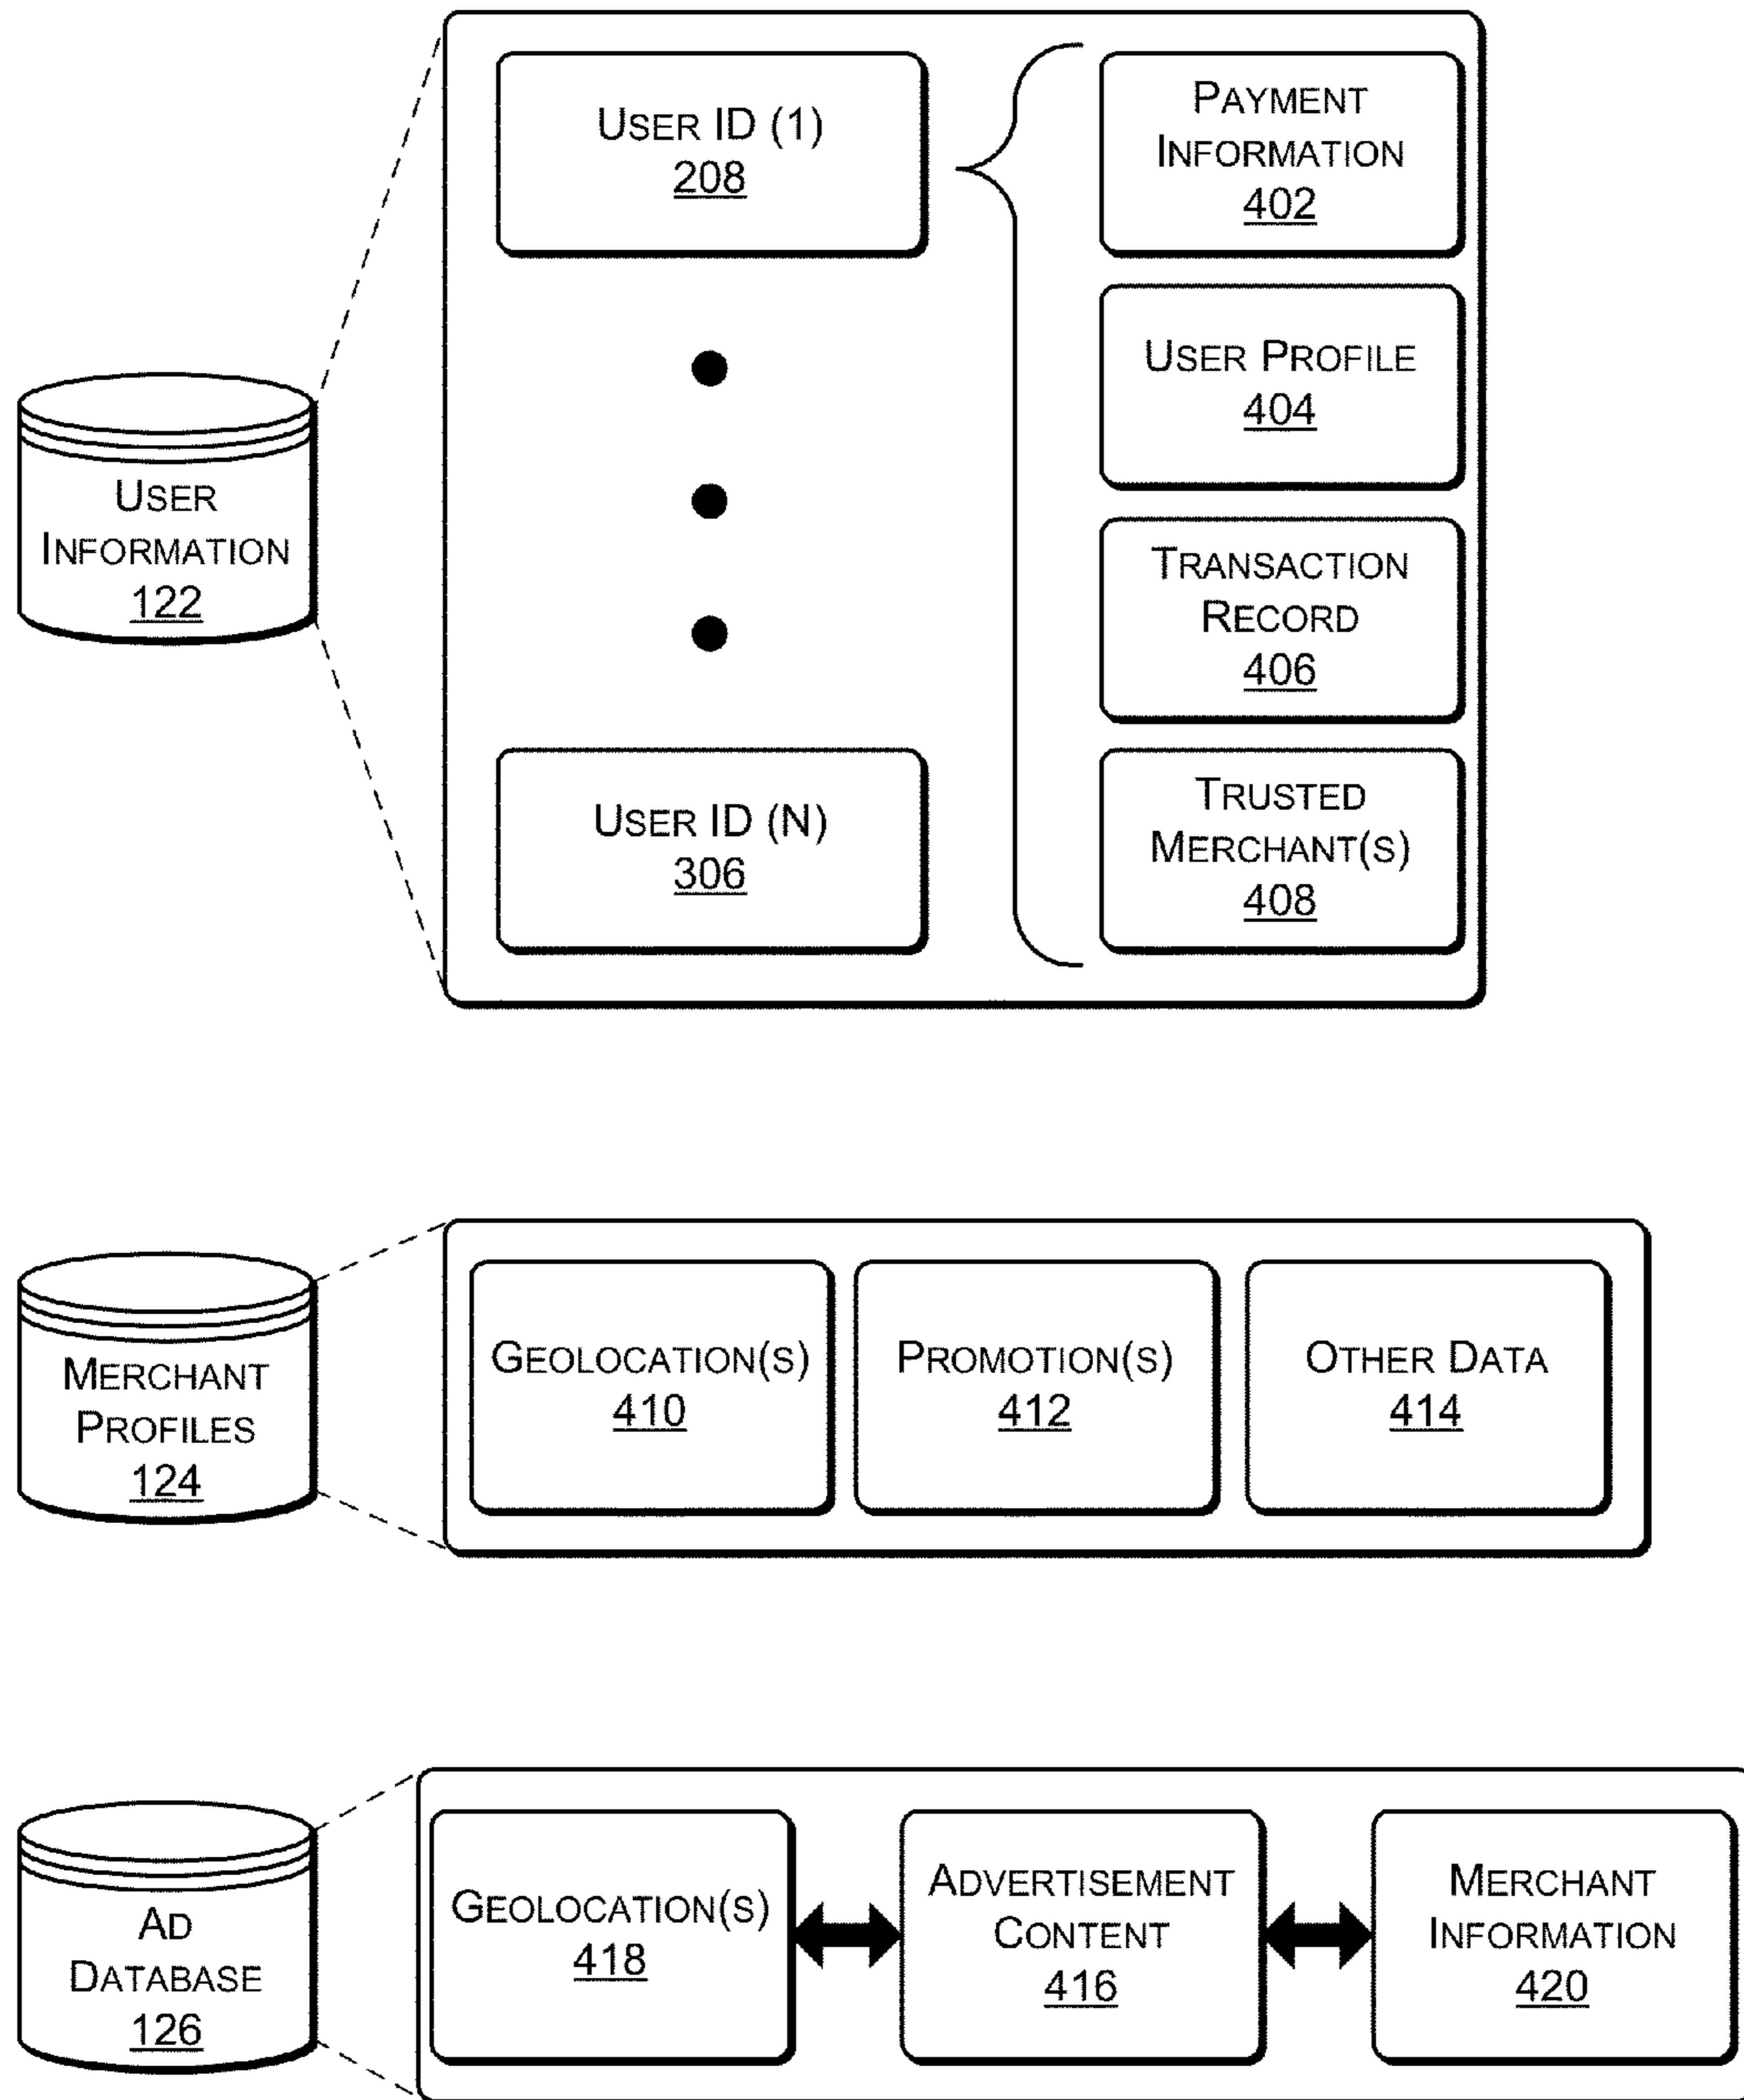 USER ID (1)
208
PAYMENT
INFORMATION
402
USER PROFILE
404
USER
INFORMATION
122
TRANSACTION
RECORD
406
USER ID (N)
306
TRUSTED
MERCHANT(S)
408
MERCHANT
PROFILES
124
GEOLOCATION(S)
410
PROMOTION(S)
412
OTHER DATA
414
AD
DATABASE
126
GEOLOCATION(S)
418
ADVERTISEMENT
CONTENT
416
MERCHANT
INFORMATION
420